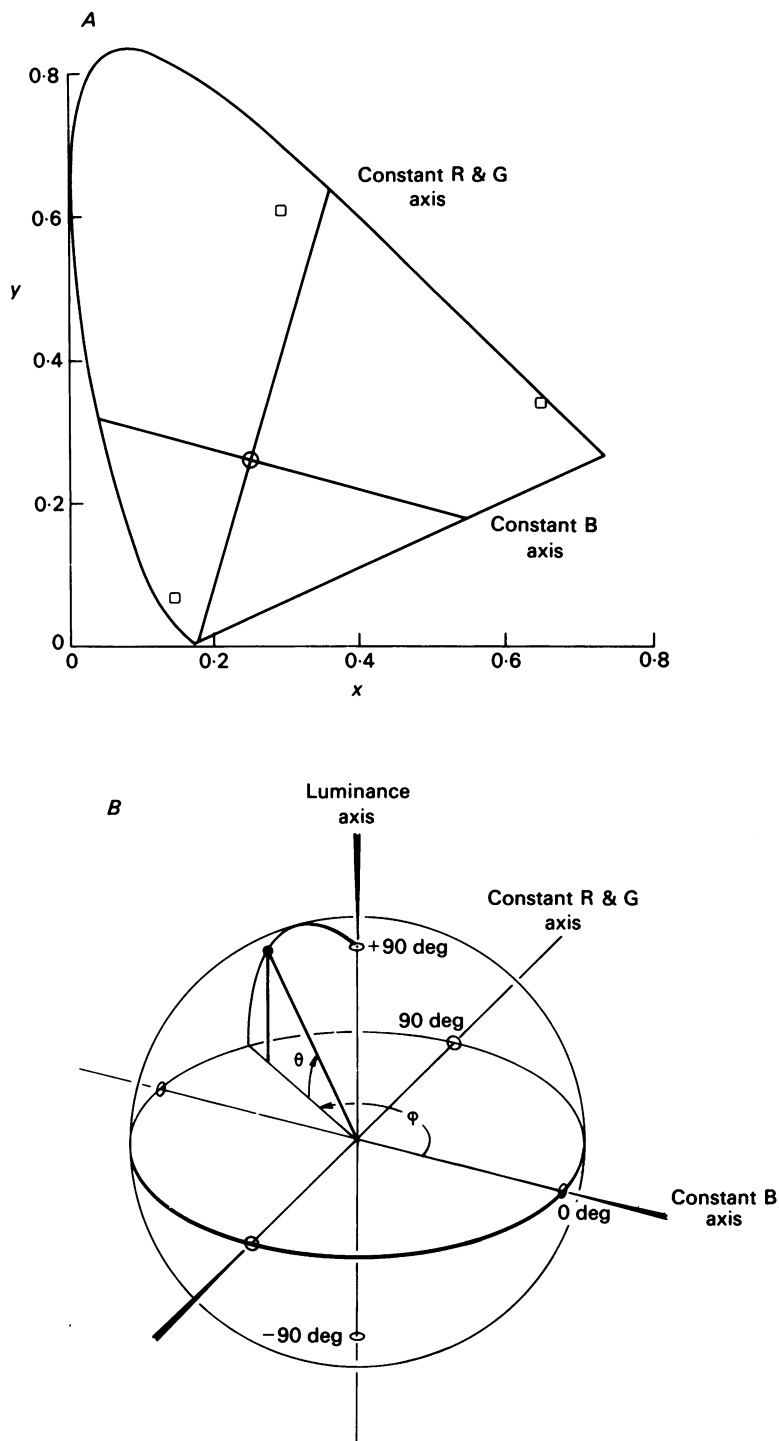 A
0·8
Constant R & G
axis
0·6
y
0·4
0·2
Constant B
axis
0
0
0·2
0·4
0·6
0·8
x
B
Luminance
axis
Constant R & G
axis
+90 deg
90 deg
θ
φ
Constant B
axis
0 deg
−90 deg